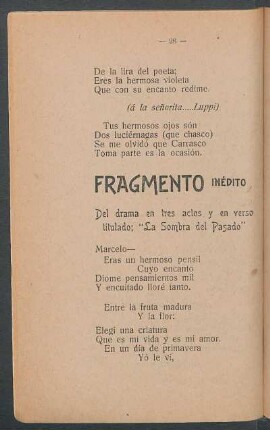 — 26 —
De la lira del poeta;
Eres la hermosa violeta
Que con su encanto redime.
(á la señorita.....Luppi)
Tus hermosos ojos són
Dos luciérnagas (que chasco)
Se me olvidó que Carrasco
Toma parte es la ocasión.
FRAGMENTO INÉDITO
Del drama en tres actos y en verso
titulado; "La Sombra del Pasado"
Marcelo—
Eras un hermoso pensil
Cuyo encanto
Diome pensamientos mil
Y encuitado lloré tanto.
Entre la fruta madura
Y la flor:
Elegí una criatura
Que es mi vida y es mi amor.
En un día de primavera
Yó le ví,